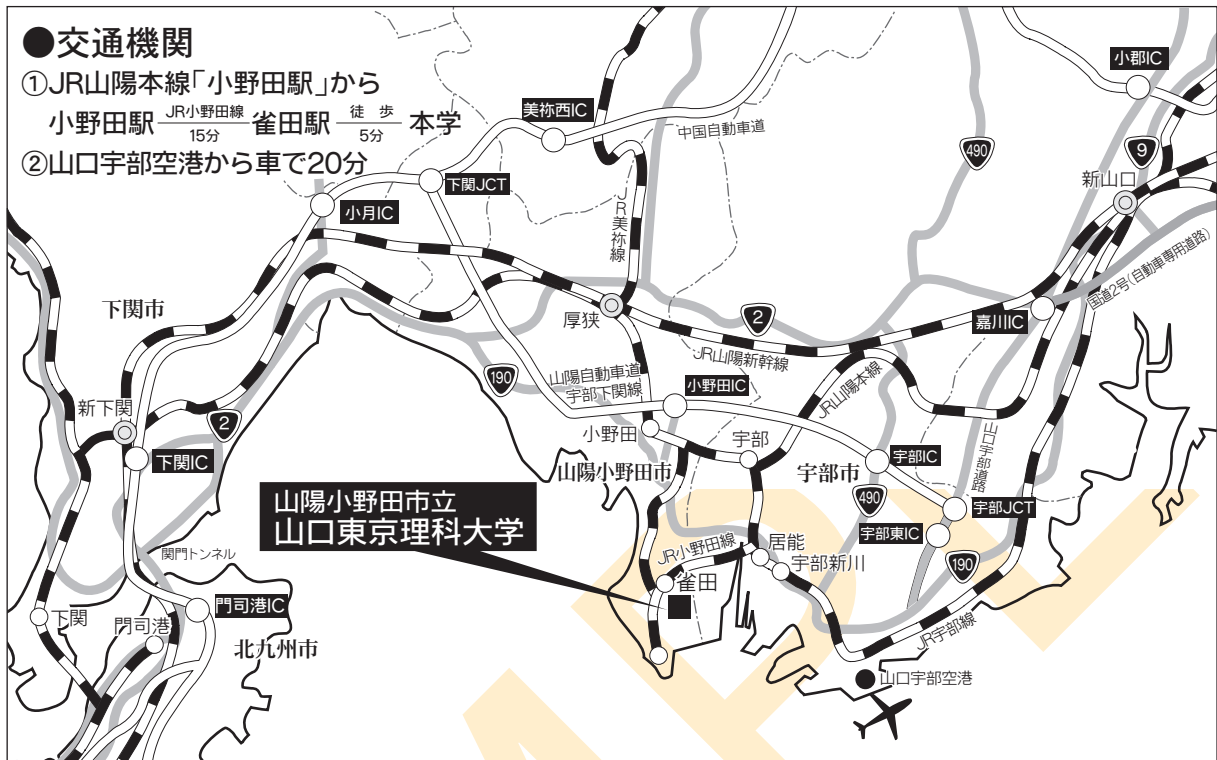 ●交通機関
①JR山陽本線「小野田駅」から
小野田駅 JR小野田線 15分 雀田駅 徒歩 5分 本学
②山口宇部空港から車で20分
小郡IC
美祢西IC
中国自動車道
490
9
新山口
下関JCT
小月IC
JR美祢線
国道2号(自動車専用道路)
下関市
厚狭
2
嘉川IC
JR山陽新幹線
190
山陽自動車道
宇部下関線
小野田IC
JR山陽本線
新下関
2
小野田
宇部
山口宇部道路
下関IC
山陽小野田市
宇部市
宇部IC
山陽小野田市立
山口東京理科大学
490
宇部JCT
宇部東IC
関門トンネル
JR小野田線
居能
宇部新川
190
雀田
門司港IC
下関
門司港
北九州市
JR宇部線
山口宇部空港